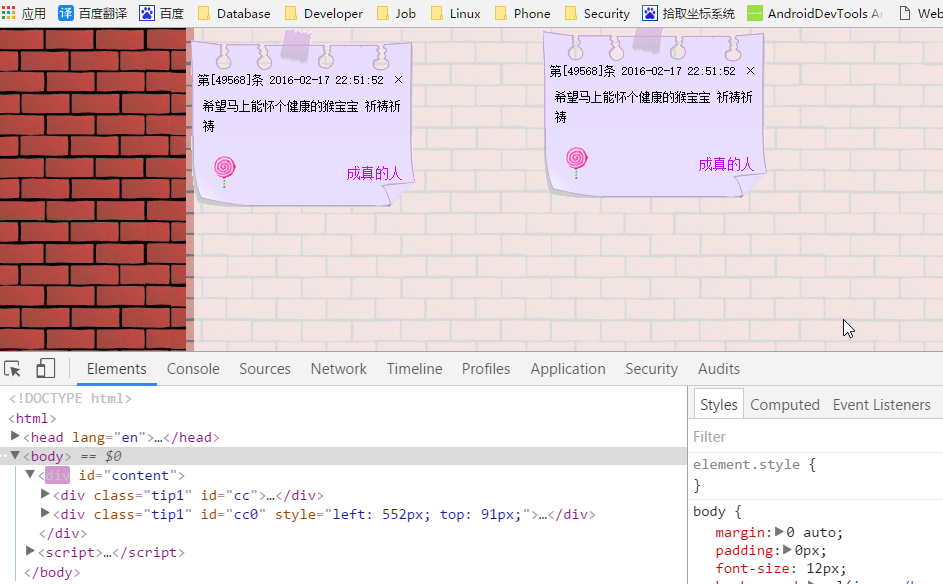 应用 译 百度翻译 百度 Database Developer Job Linux Phone Security 拾取坐标系统 AndroidDevTools Web
第[49568]条 2016-02-17 22:51:52 ×
希望马上能怀个健康的猴宝宝 祈祷祈
祷
成真的人
第[49568]条 2016-02-17 22:51:52 ×
希望马上能怀个健康的猴宝宝 祈祷祈
祷
成真的人
Elements Console Sources Network Timeline Profiles Application Security Audits
<!DOCTYPE html>
<html>
<head lang="en">…</head>
<body> == $0
<div id="content">
<div class="tip1" id="cc">…</div>
<div class="tip1" id="cc0" style="left: 552px; top: 91px;">…</div>
</div>
<script>…</script>
</body>
Styles Computed Event Listeners
Filter
element.style {
}
body {
margin: 0 auto;
padding: 0px;
font-size: 12px;